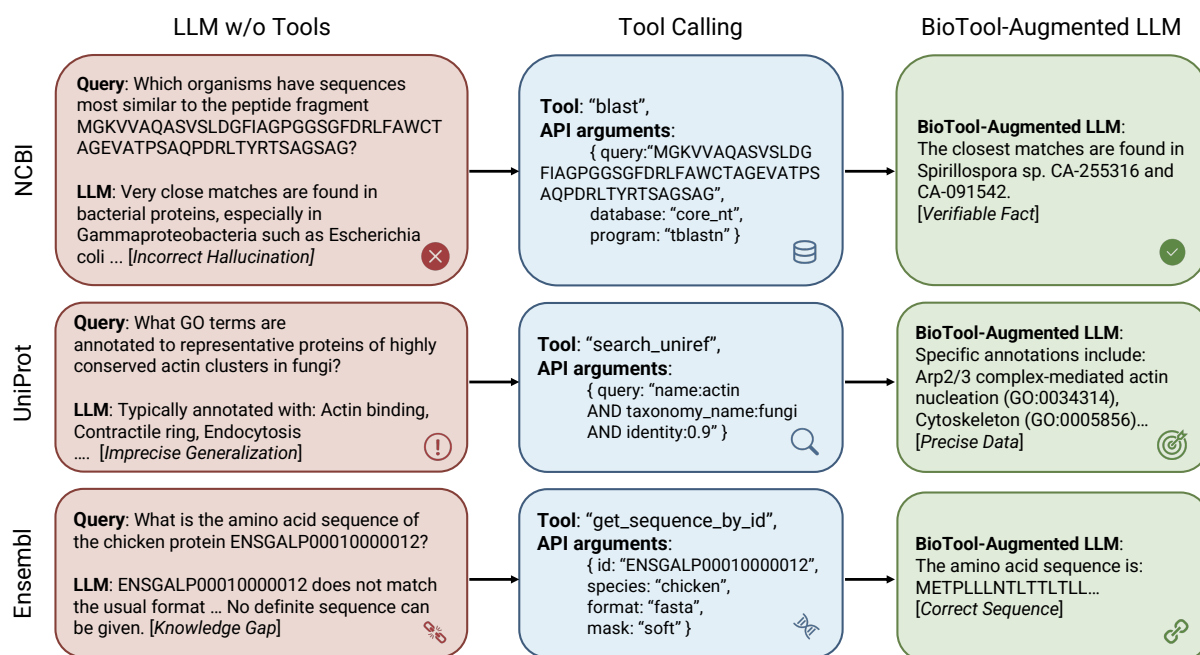 LLM w/o Tools
Tool Calling
BioTool-Augmented LLM
NCBI
Query: Which organisms have sequences
most similar to the peptide fragment
MGKVVAQASVSLDGFIAGPGGSGFDRLFAWCT
AGEVATPSAQPDRLTYRTSAGSAG?
LLM: Very close matches are found in
bacterial proteins, especially in
Gammaproteobacteria such as Escherichia
coli ... [Incorrect Hallucination]
Tool: “blast”,
API arguments:
{ query:“MGKVVAQASVSLDG
FIAGPGGSGFDRLFAWCTAGEVATPS
AQPDRLTYRTSAGSAG”,
database: “core_nt”,
program: “tblastn” }
BioTool-Augmented LLM:
The closest matches are found in
Spirillospora sp. CA-255316 and
CA-091542.
[Verifiable Fact]
UniProt
Query: What GO terms are
annotated to representative proteins of highly
conserved actin clusters in fungi?
LLM: Typically annotated with: Actin binding,
Contractile ring, Endocytosis
.... [Imprecise Generalization]
Tool: “search_uniref”,
API arguments:
{ query: “name:actin
AND taxonomy_name:fungi
AND identity:0.9” }
BioTool-Augmented LLM:
Specific annotations include:
Arp2/3 complex-mediated actin
nucleation (GO:0034314),
Cytoskeleton (GO:0005856)...
[Precise Data]
Ensembl
Query: What is the amino acid sequence of
the chicken protein ENSGALP00010000012?
LLM: ENSGALP00010000012 does not match
the usual format ... No definite sequence can
be given. [Knowledge Gap]
Tool: “get_sequence_by_id”,
API arguments:
{ id: “ENSGALP00010000012”,
species: “chicken”,
format: “fasta”,
mask: “soft” }
BioTool-Augmented LLM:
The amino acid sequence is:
METPLLLNTLTTLTLL...
[Correct Sequence]